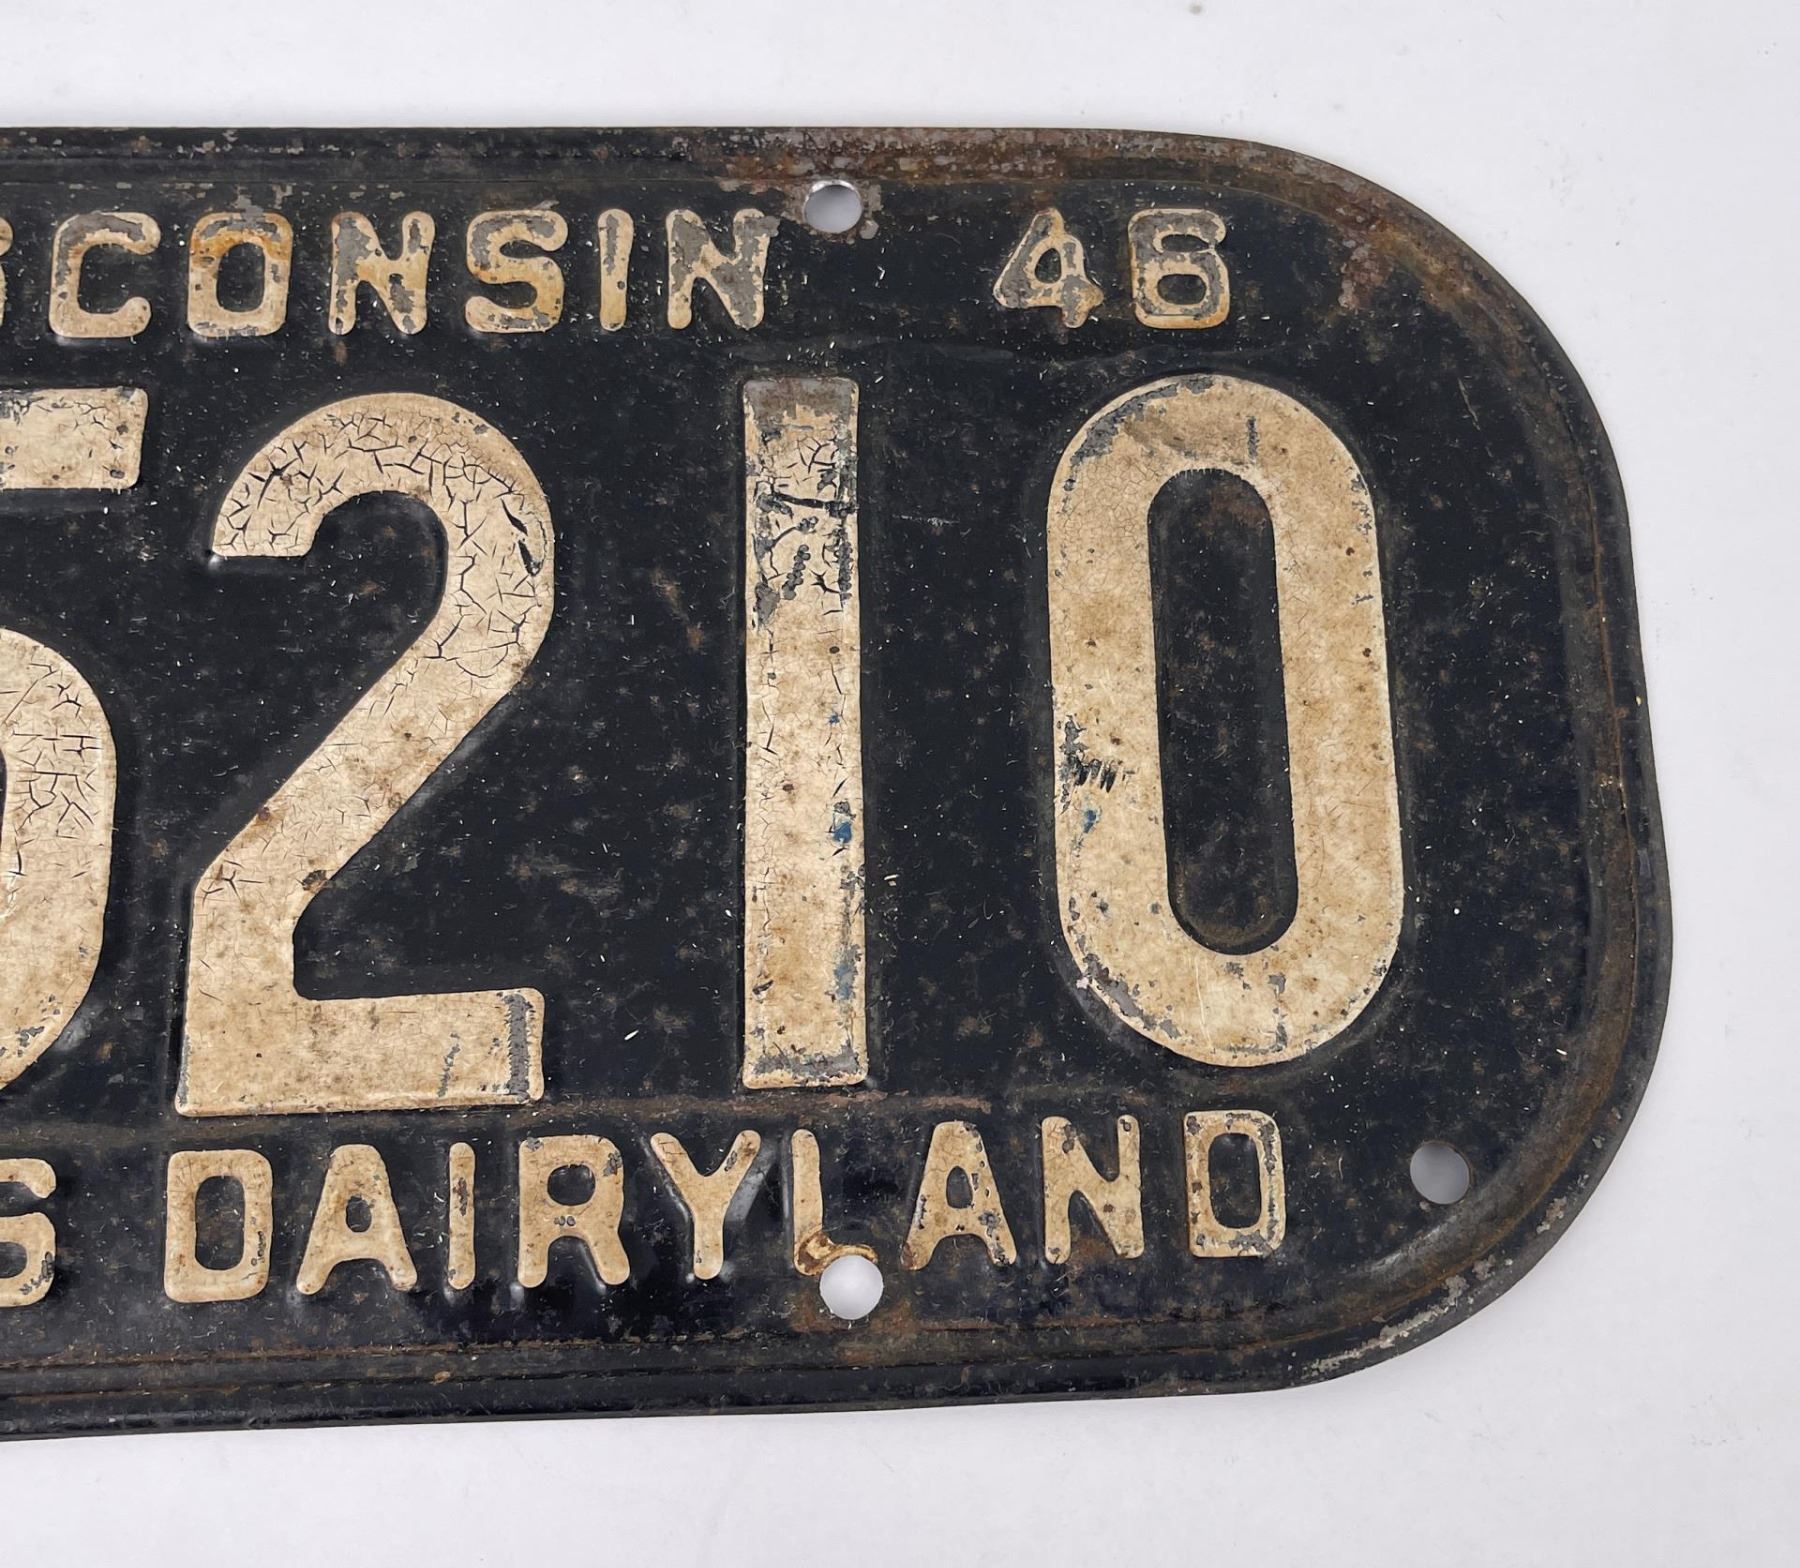 SCONSIN 46
5210
S DAIRYLAND